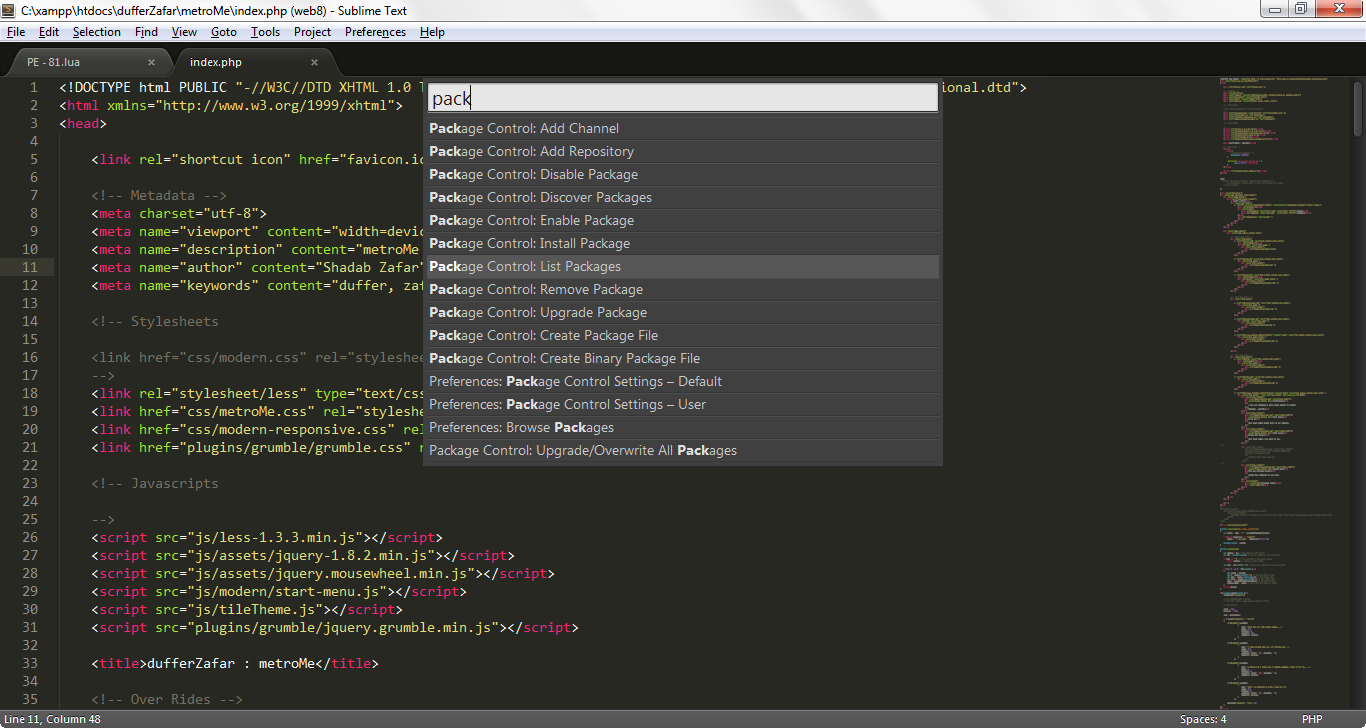 C:\xampp\htdocs\dufferZafar\metroMe\index.php (web8) - Sublime Text
File Edit Selection Find View Goto Tools Project Preferences Help
PE - 81.lua × index.php ×
pack
Package Control: Add Channel
Package Control: Add Repository
Package Control: Disable Package
Package Control: Discover Packages
Package Control: Enable Package
Package Control: Install Package
Package Control: List Packages
Package Control: Remove Package
Package Control: Upgrade Package
Package Control: Create Package File
Package Control: Create Binary Package File
Preferences: Package Control Settings – Default
Preferences: Package Control Settings – User
Preferences: Browse Packages
Package Control: Upgrade/Overwrite All Packages
1 <!DOCTYPE html PUBLIC "-//W3C//DTD XHTML 1.0 ional.dtd">
2 <html xmlns="http://www.w3.org/1999/xhtml">
3 <head>
4
5 <link rel="shortcut icon" href="favicon.ic
6
7 <!-- Metadata -->
8 <meta charset="utf-8">
9 <meta name="viewport" content="width=devic
10 <meta name="description" content="metroMe
11 <meta name="author" content="Shadab Zafar"
12 <meta name="keywords" content="duffer, zaf
13
14 <!-- Stylesheets
15
16 <link href="css/modern.css" rel="styleshee
17 -->
18 <link rel="stylesheet/less" type="text/css
19 <link href="css/metroMe.css" rel="styleshe
20 <link href="css/modern-responsive.css" rel
21 <link href="plugins/grumble/grumble.css" r
22
23 <!-- Javascripts
24
25 -->
26 <script src="js/less-1.3.3.min.js"></script>
27 <script src="js/assets/jquery-1.8.2.min.js"></script>
28 <script src="js/assets/jquery.mousewheel.min.js"></script>
29 <script src="js/modern/start-menu.js"></script>
30 <script src="js/tileTheme.js"></script>
31 <script src="plugins/grumble/jquery.grumble.min.js"></script>
32
33 <title>dufferZafar : metroMe</title>
34
35 <!-- Over Rides -->
Line 11, Column 48 Spaces: 4 PHP